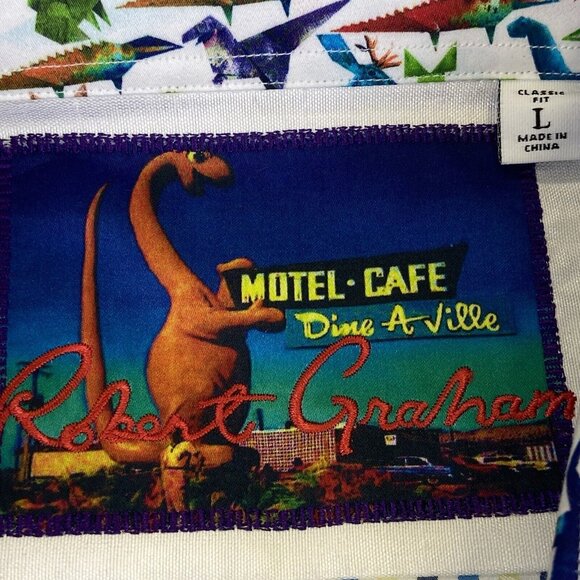 CLASSIC
FIT
L
MADE IN
CHINA
MOTEL · CAFE
Dine A Ville
Robert Graham